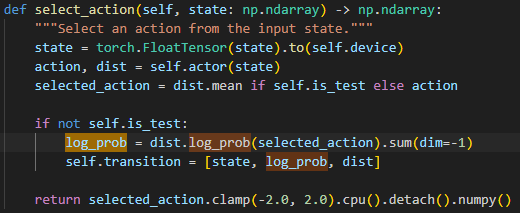 def select_action(self, state: np.ndarray) -> np.ndarray:
    """Select an action from the input state."""
    state = torch.FloatTensor(state).to(self.device)
    action, dist = self.actor(state)
    selected_action = dist.mean if self.is_test else action
    if not self.is_test:
        log_prob = dist.log_prob(selected_action).sum(dim=-1)
        self.transition = [state, log_prob, dist]
    return selected_action.clamp(-2.0, 2.0).cpu().detach().numpy()